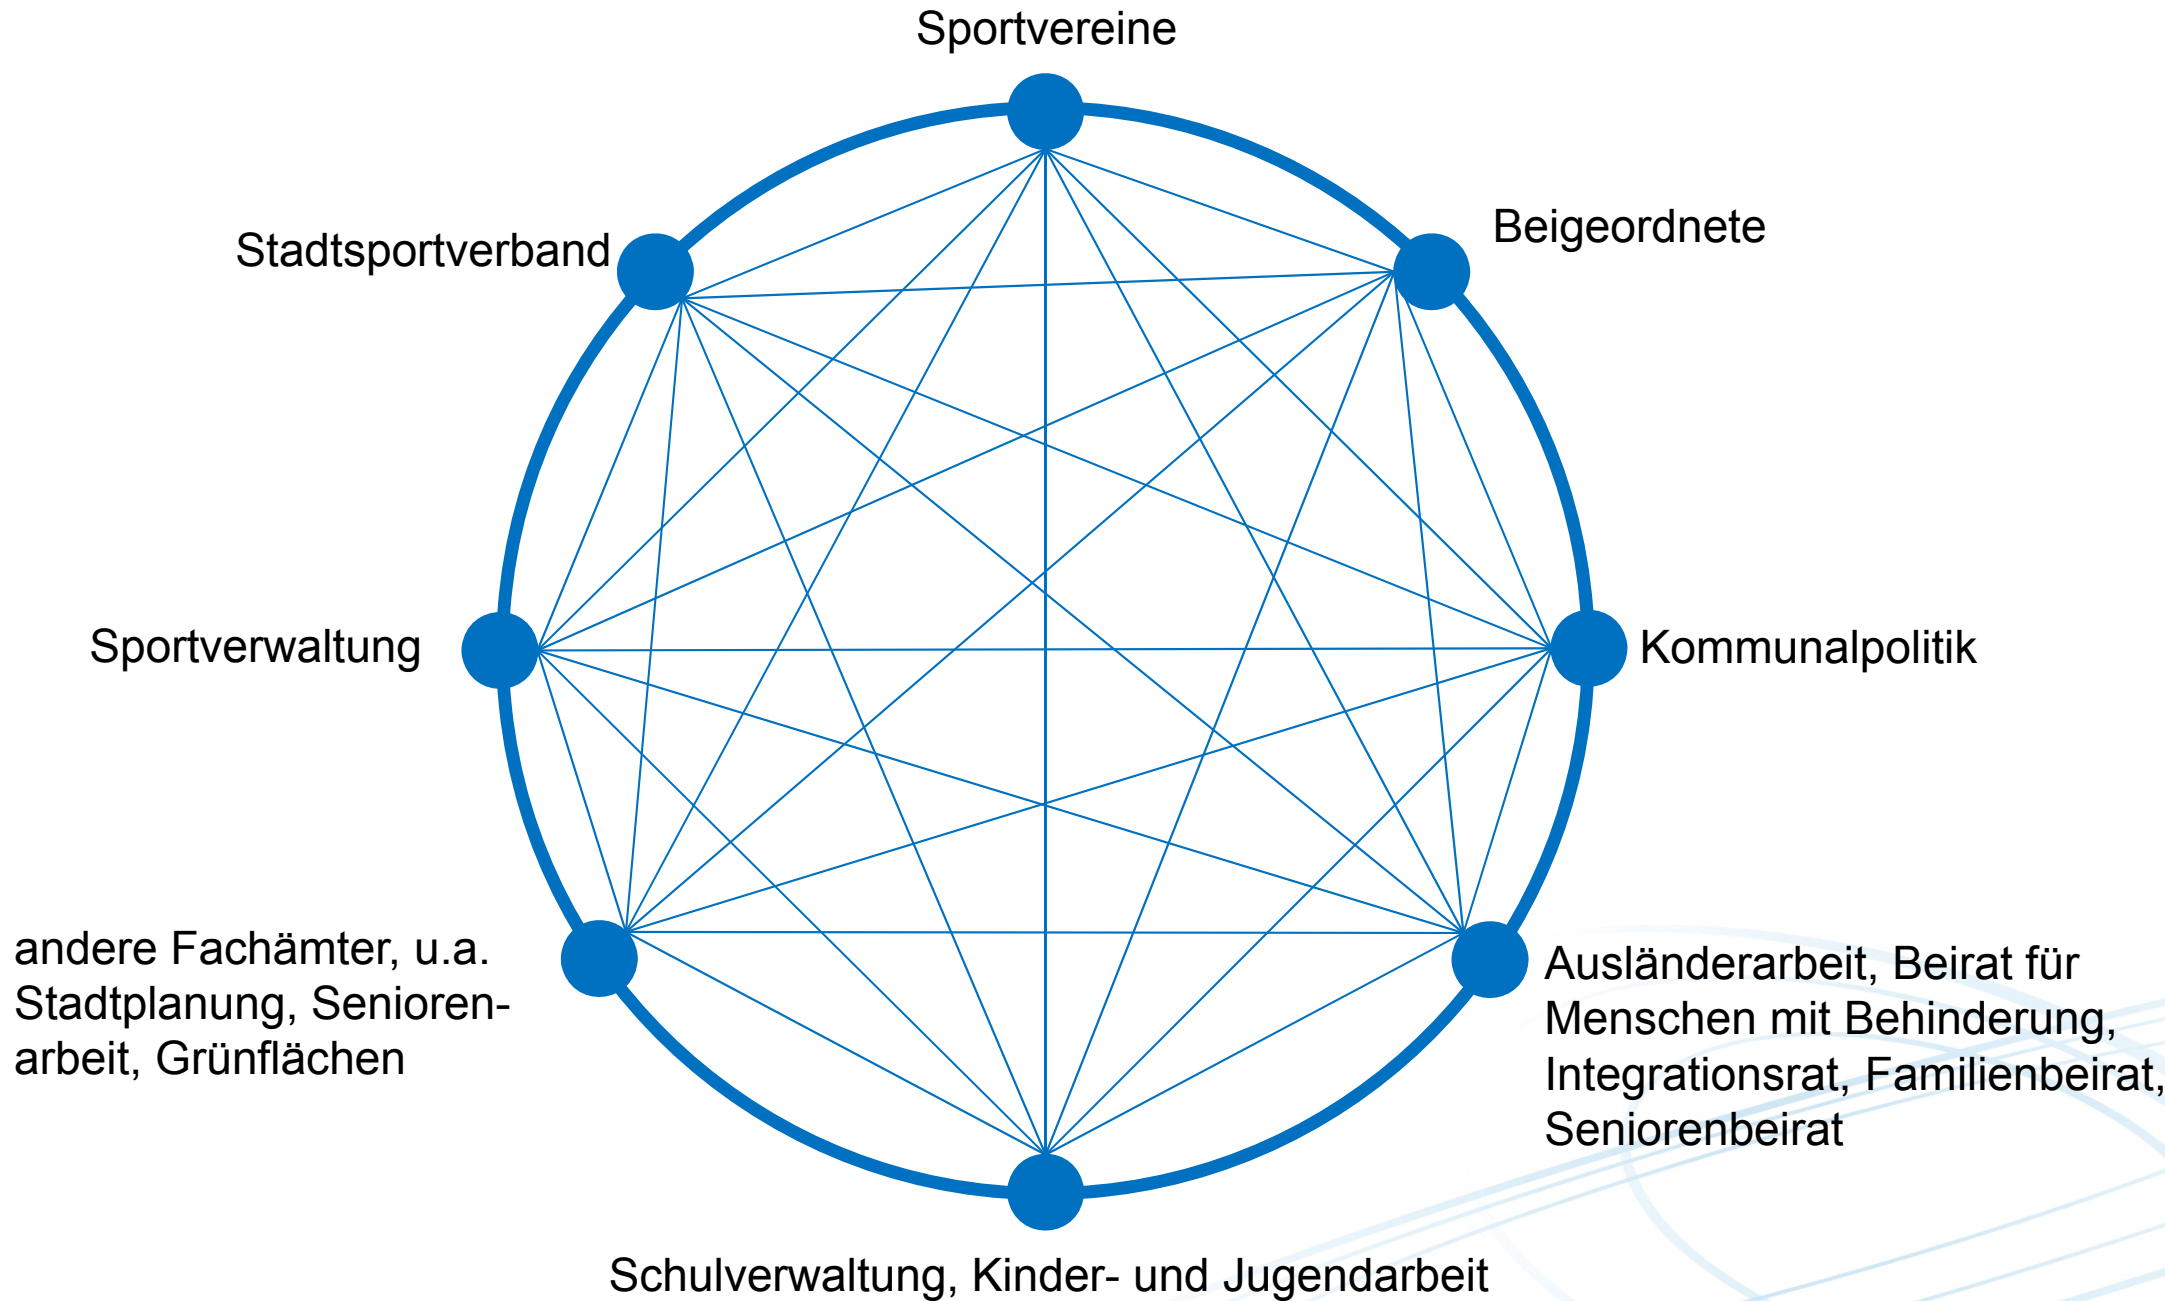 Sportvereine
Beigeordnete
Stadtsportverband
Sportverwaltung
Kommunalpolitik
andere Fachämter, u.a.
Stadtplanung, Senioren-
arbeit, Grünflächen
Ausländerarbeit, Beirat für
Menschen mit Behinderung,
Integrationsrat, Familienbeirat,
Seniorenbeirat
Schulverwaltung, Kinder- und Jugendarbeit